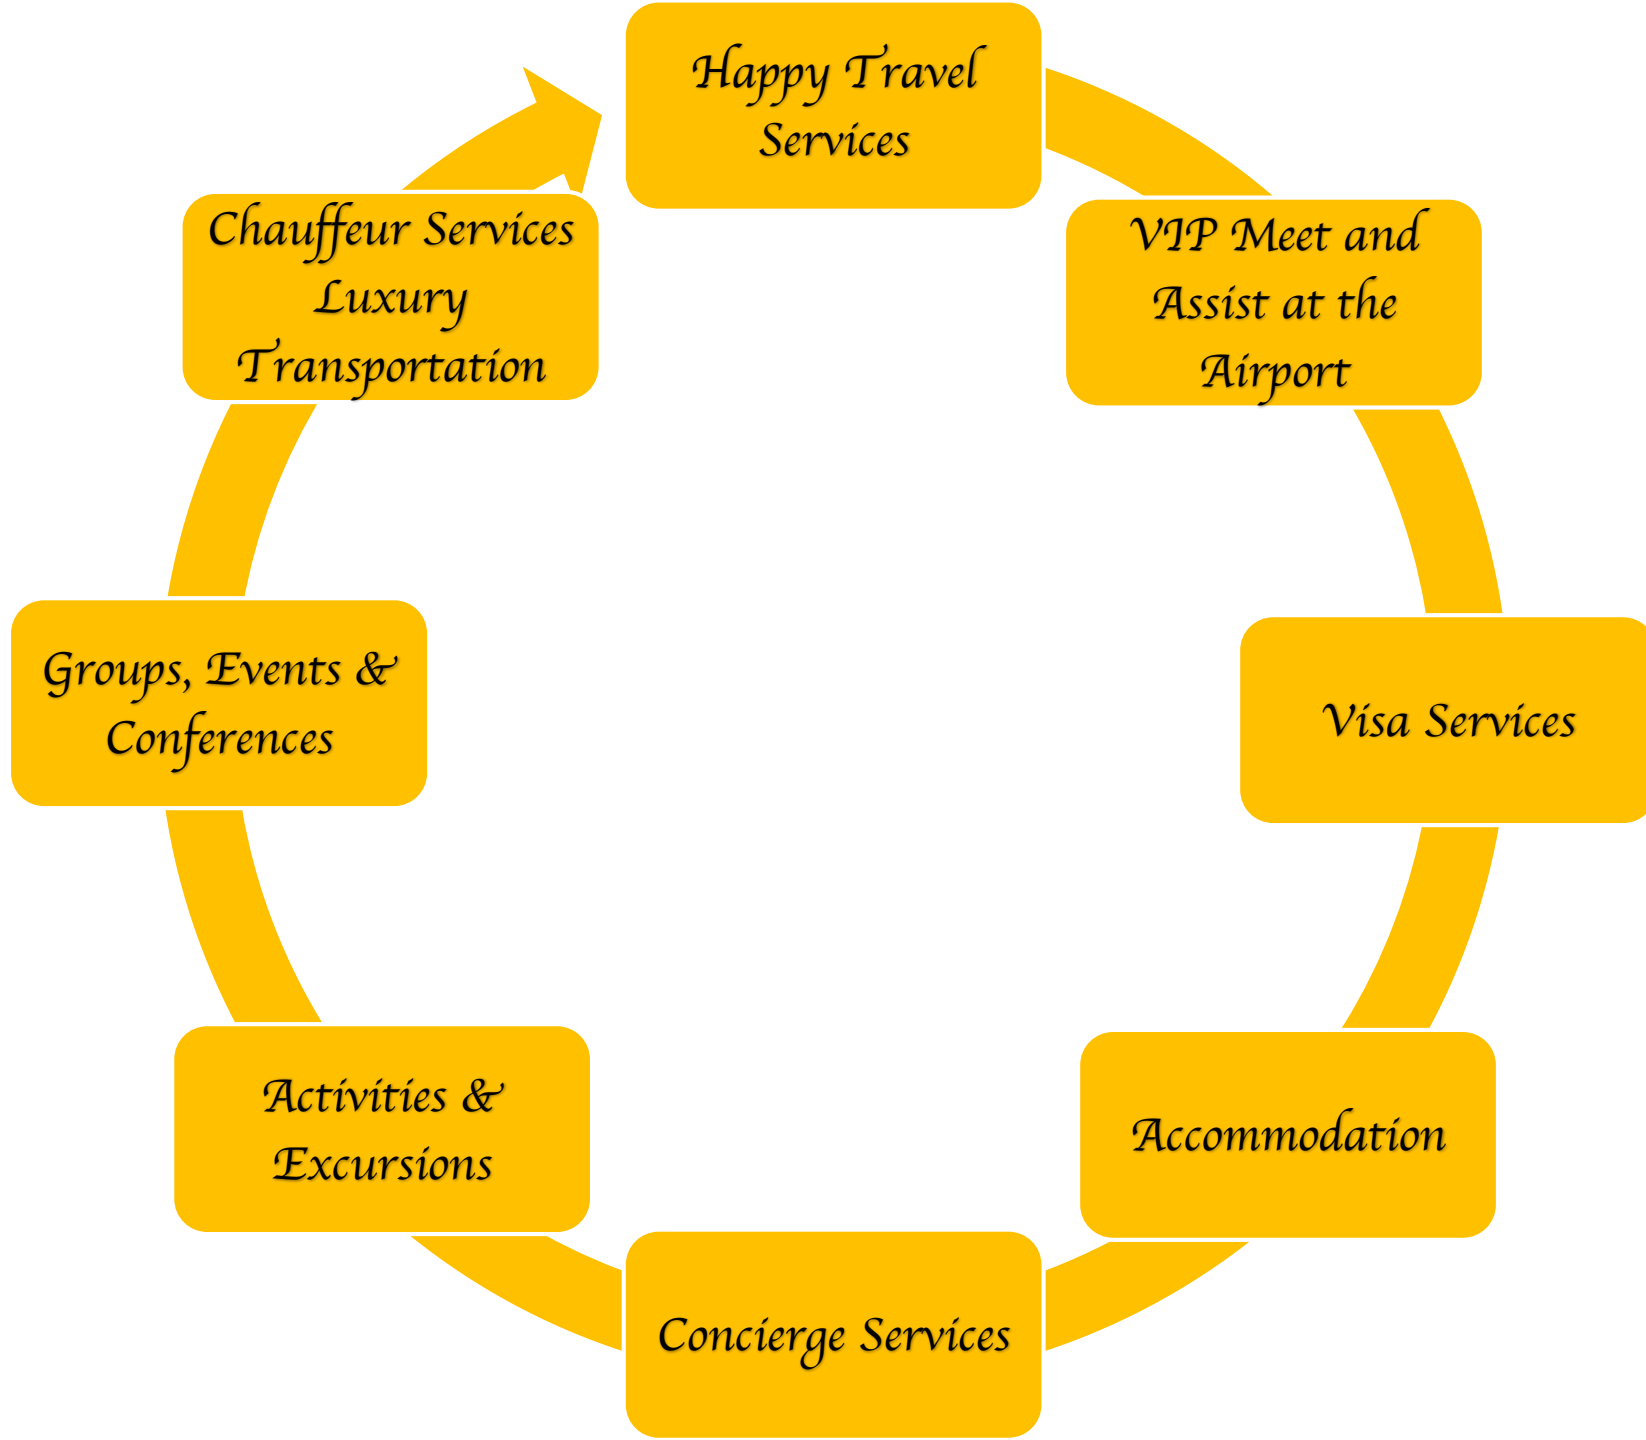 Happy Travel
Services
VIP Meet and
Assist at the
Airport
Visa Services
Accommodation
Concierge Services
Activities &
Excursions
Groups, Events &
Conferences
Chauffeur Services
Luxury
Transportation